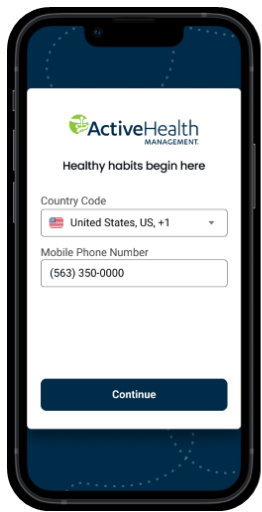 ActiveHealth
MANAGEMENT
Healthy habits begin here
Country Code
United States, US, +1
Mobile Phone Number
(563) 350-0000
Continue